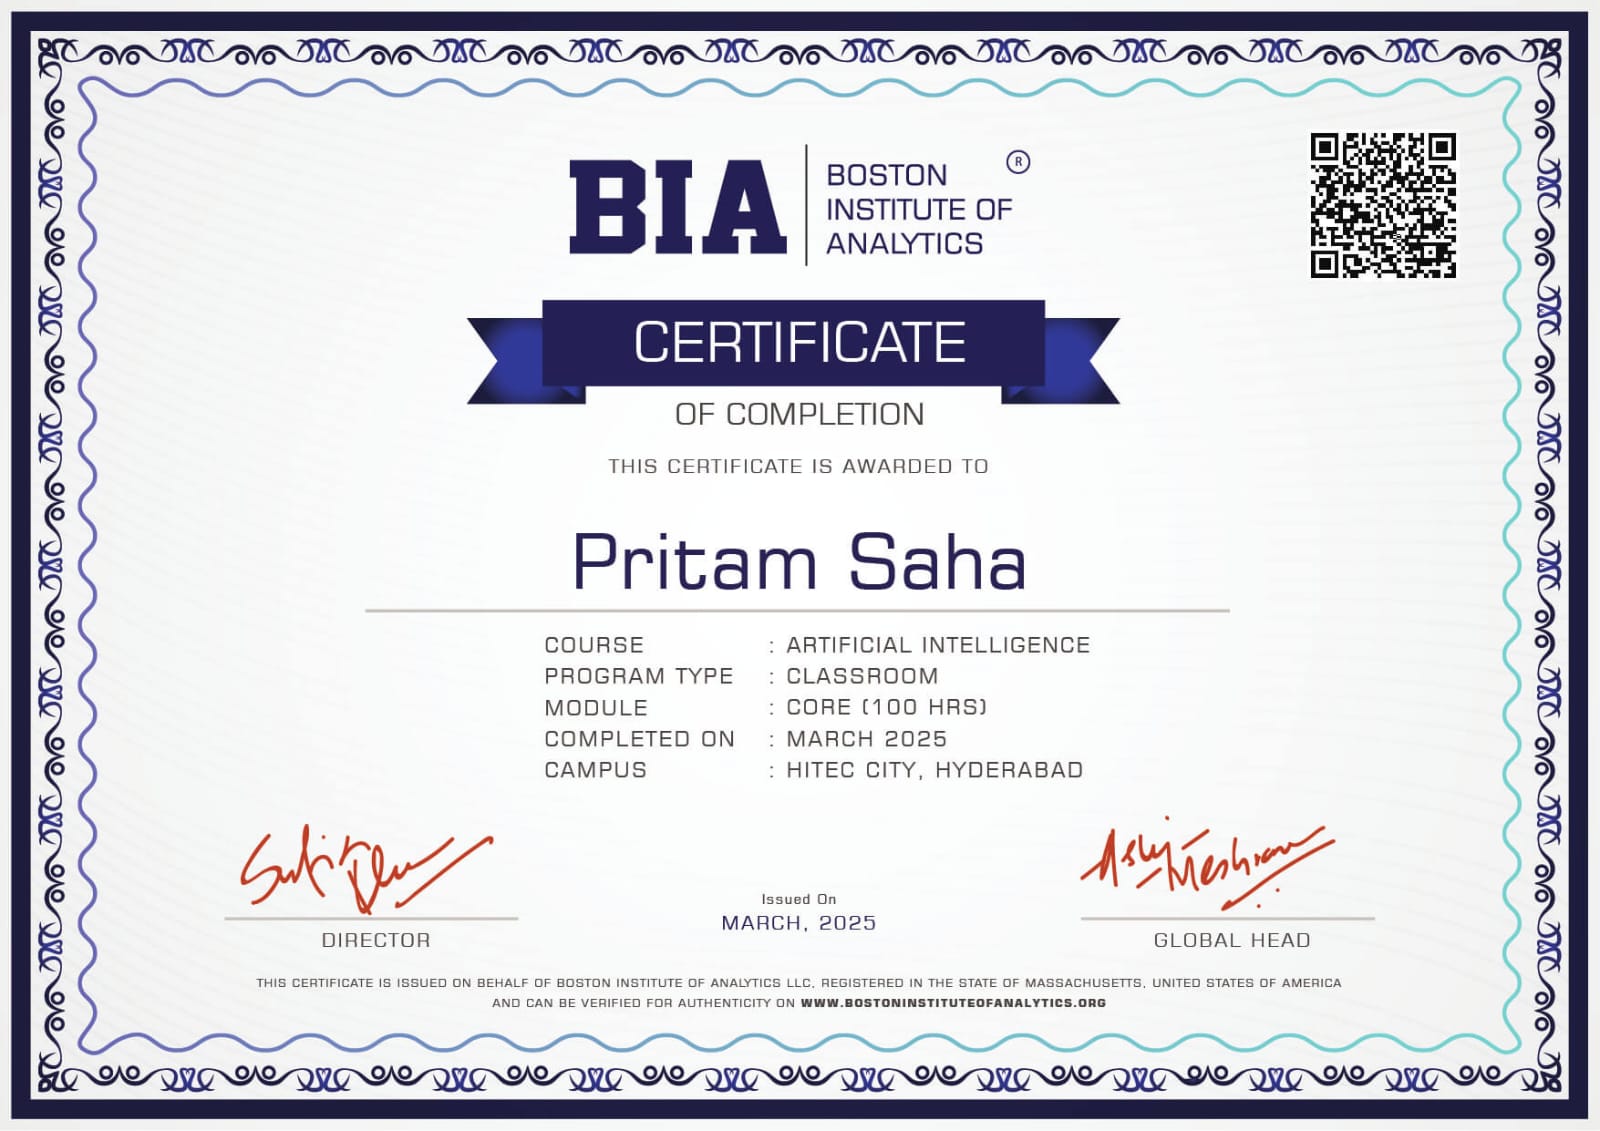 BIA
BOSTON
INSTITUTE OF
ANALYTICS
®
CERTIFICATE
OF COMPLETION
THIS CERTIFICATE IS AWARDED TO
Pritam Saha
COURSE : ARTIFICIAL INTELLIGENCE
PROGRAM TYPE : CLASSROOM
MODULE : CORE (100 HRS)
COMPLETED ON : MARCH 2025
CAMPUS : HITEC CITY, HYDERABAD
DIRECTOR
Issued On
MARCH, 2025
GLOBAL HEAD
THIS CERTIFICATE IS ISSUED ON BEHALF OF BOSTON INSTITUTE OF ANALYTICS LLC, REGISTERED IN THE STATE OF MASSACHUSETTS, UNITED STATES OF AMERICA
AND CAN BE VERIFIED FOR AUTHENTICITY ON WWW.BOSTONINSTITUTEOFANALYTICS.ORG